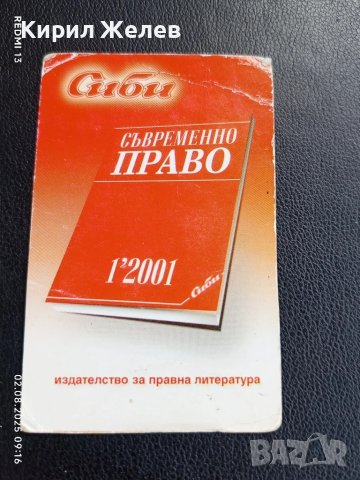 Кирил Желев
Сиби
СЪВРЕМЕННО
ПРАВО
1'2001
Сиби
издателство за правна литература
REDMI 13
02.08.2025 09:16
BAZAR